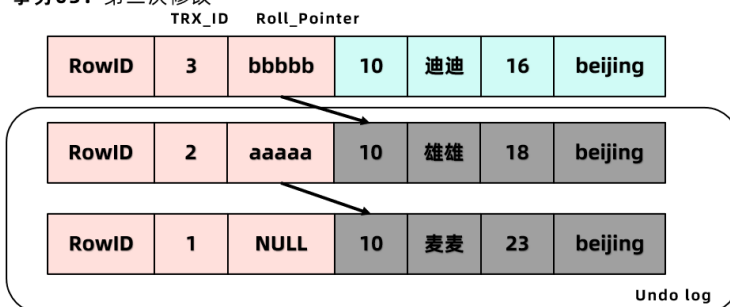 TRX_ID Roll_Pointer
RowID 3 bbbbb 10 迪迪 16 beijing
RowID 2 aaaaa 10 雄雄 18 beijing
RowID 1 NULL 10 麦麦 23 beijing
Undo log